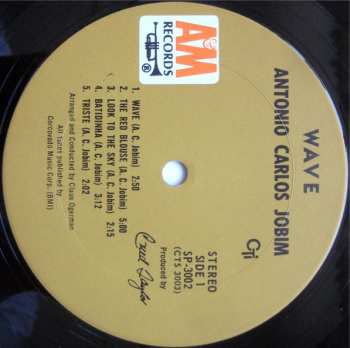 WAVE
ANTONIO CARLOS JOBIM
A&M
RECORDS
®
STEREO
SIDE 1
SP-3002
(CTS 3003)
Produced by
Creed Taylor
1. WAVE (A. C. Jobim) 2:50
2. THE RED BLOUSE (A. C. Jobim) 5:00
3. LOOK TO THE SKY (A. C. Jobim) 2:15
4. BATIDINHA (A. C. Jobim) 3:12
5. TRISTE (A. C. Jobim) 2:02
Arranged and Conducted by Claus Ogerman
All tunes published by
Corcovado Music Corp. (BMI)